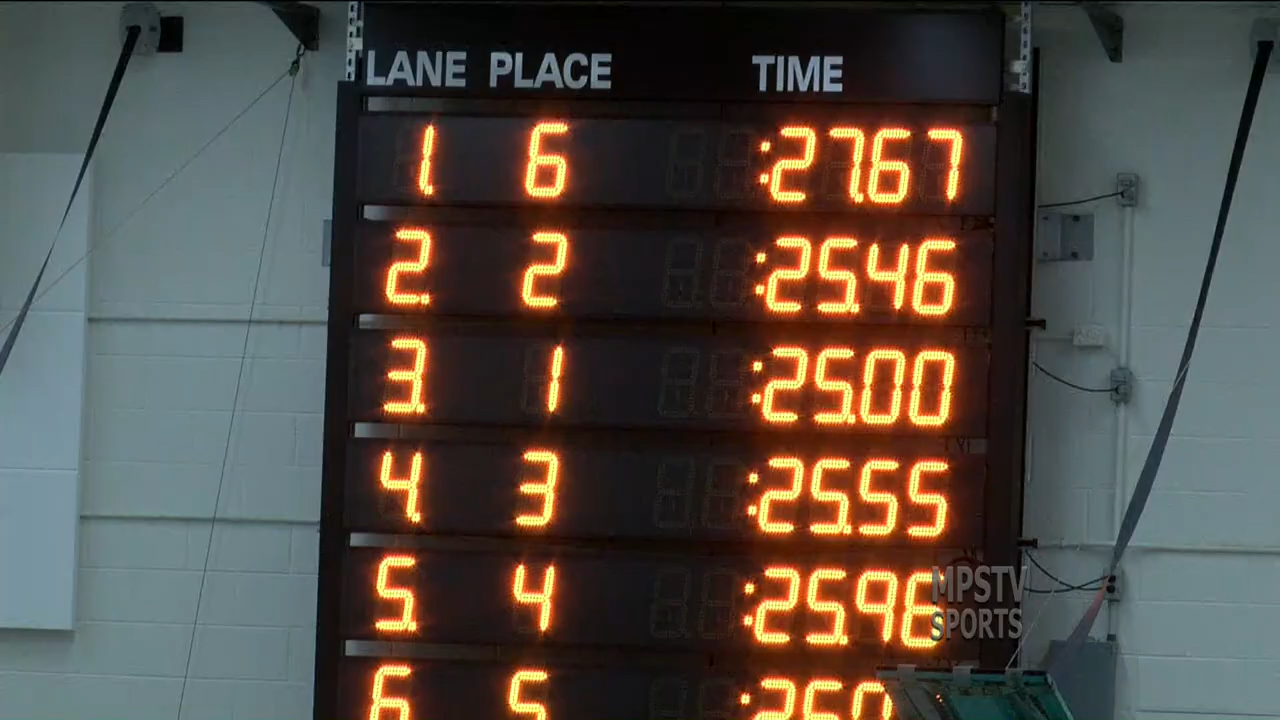 LANE PLACE TIME
1. 6 :27.67
2. 2 :25.46
3. 1 :25.00
4. 3 :25.55
5. 4 :25.96
6 5
MPSTV
SPORTS